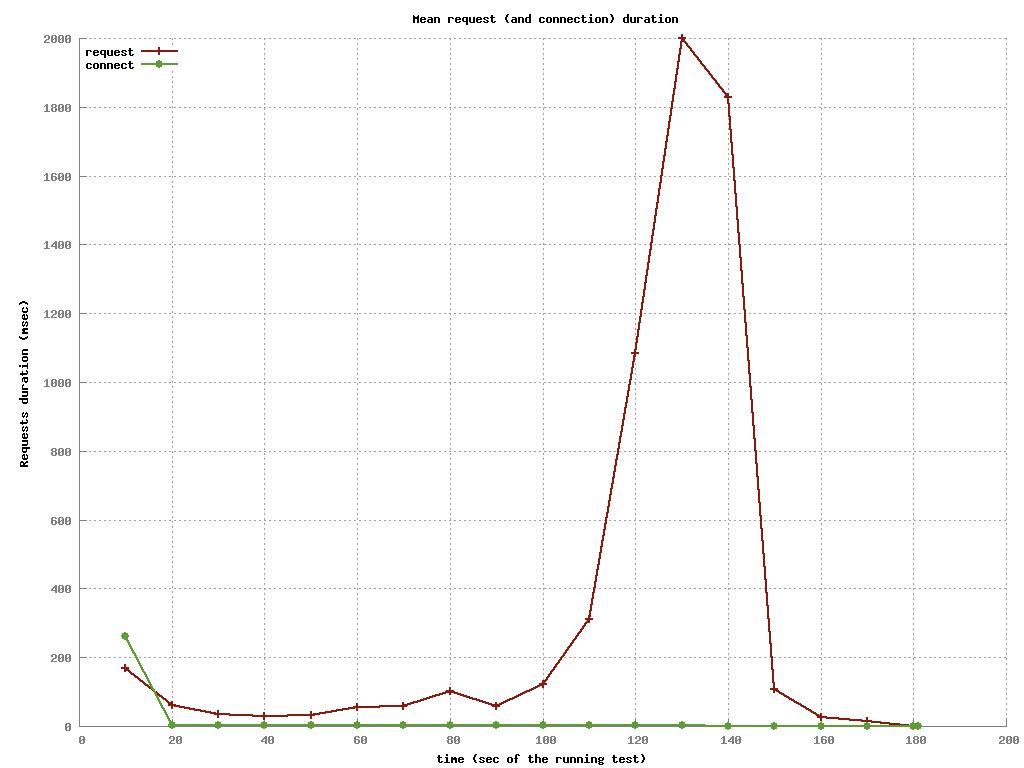 Mean request (and connection) duration
2000
request
connect
1800
1600
1400
1200
1000
800
600
400
200
0
Requests duration (msec)
0 20 40 60 80 100 120 140 160 180 200
time (sec of the running test)